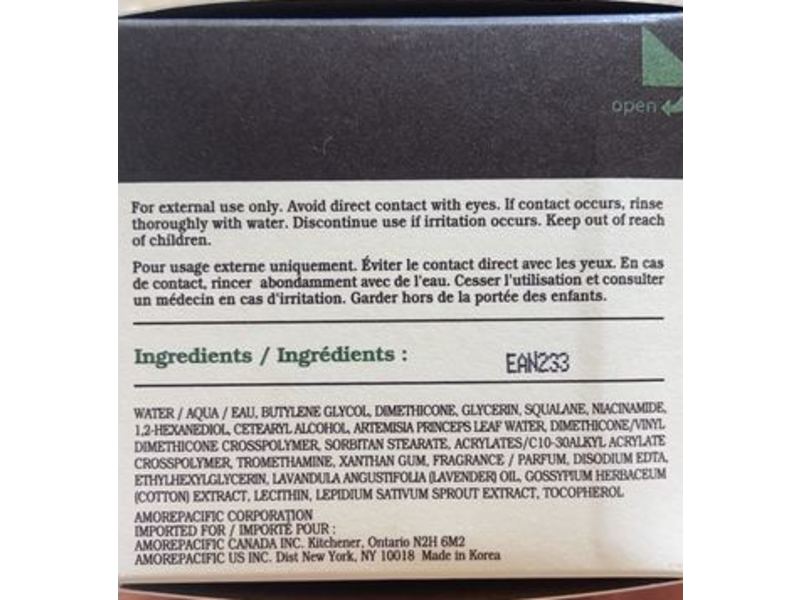 open
For external use only. Avoid direct contact with eyes. If contact occurs, rinse
thoroughly with water. Discontinue use if irritation occurs. Keep out of reach
of children.
Pour usage externe uniquement. Éviter le contact direct avec les yeux. En cas
de contact, rincer abondamment avec de l'eau. Cesser l'utilisation et consulter
un médecin en cas d'irritation. Garder hors de la portée des enfants.
Ingredients / Ingrédients :
EAN233
WATER / AQUA / EAU, BUTYLENE GLYCOL, DIMETHICONE, GLYCERIN, SQUALANE, NIACINAMIDE,
1,2-HEXANEDIOL, CETEARYL ALCOHOL, ARTEMISIA PRINCEPS LEAF WATER, DIMETHICONE/VINYL
DIMETHICONE CROSSPOLYMER, SORBITAN STEARATE, ACRYLATES/C10-30ALKYL ACRYLATE
CROSSPOLYMER, TROMETHAMINE, XANTHAN GUM, FRAGRANCE / PARFUM, DISODIUM EDTA,
ETHYLHEXYLGLYCERIN, LAVANDULA ANGUSTIFOLIA (LAVENDER) OIL, GOSSYPIUM HERBACEUM
(COTTON) EXTRACT, LECITHIN, LEPIDIUM SATIVUM SPROUT EXTRACT, TOCOPHEROL
AMOREPACIFIC CORPORATION
IMPORTED FOR / IMPORTÉ POUR :
AMOREPACIFIC CANADA INC. Kitchener, Ontario N2H 6M2
AMOREPACIFIC US INC. Dist New York, NY 10018 Made in Korea